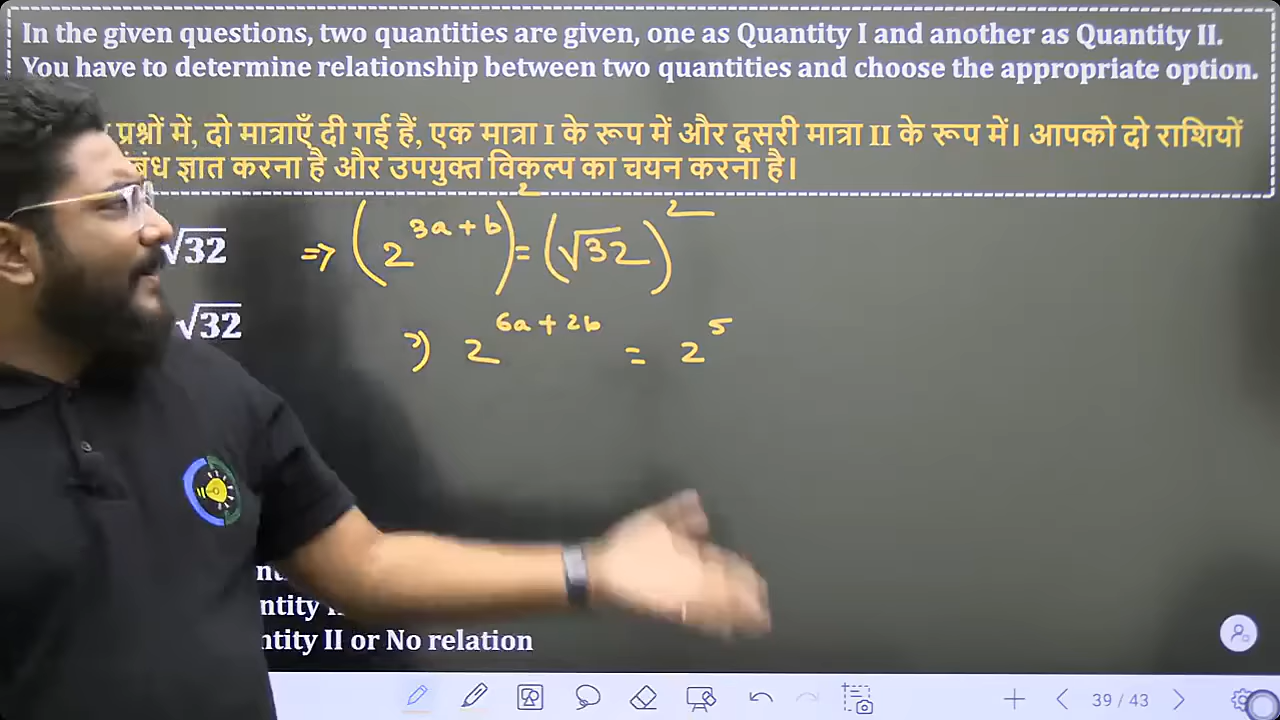 In the given questions, two quantities are given, one as Quantity I and another as Quantity II.
You have to determine relationship between two quantities and choose the appropriate option.
प्रश्नों में, दो मात्राएँ दी गई हैं, एक मात्रा I के रूप में और दूसरी मात्रा II के रूप में। आपको दो राशियों
ज्ञात करना है और उपयुक्त विकल्प का चयन करना है।
√32 ⇒ (2^{3a+b})^2 = (√32)^2
√32
⇒ 2^{6a+2b} = 2^5
ntity II or No relation
39 / 43